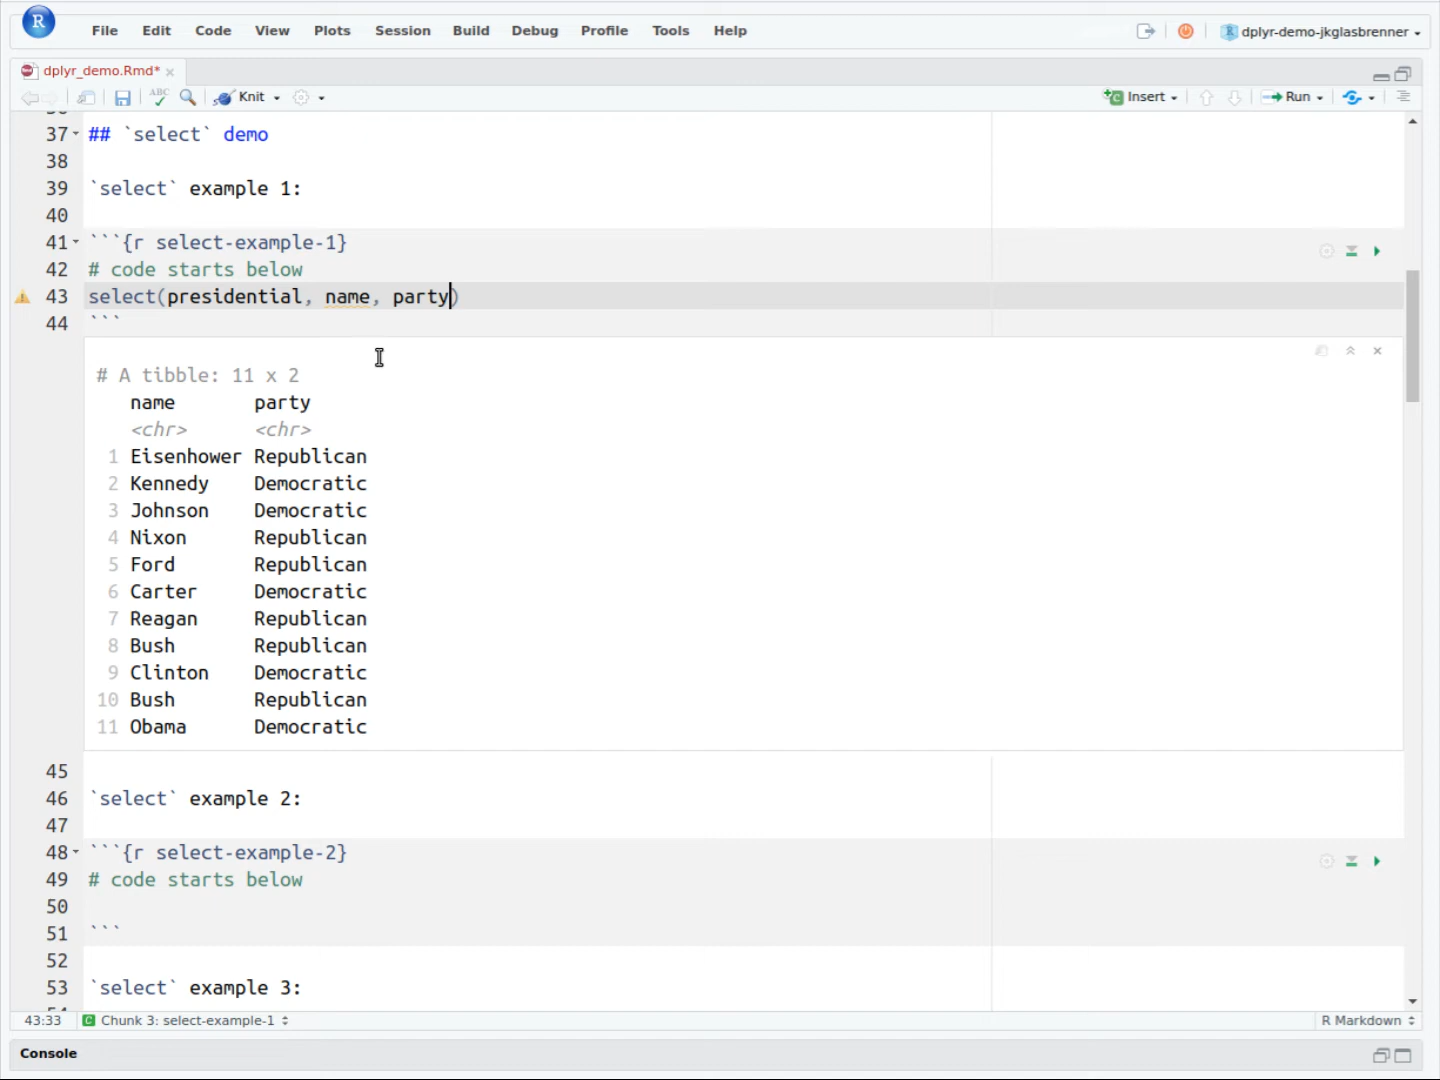 R
File Edit Code View Plots Session Build Debug Profile Tools Help
R dplyr-demo-jkglasbrenner
dplyr_demo.Rmd* ×
ABC Knit Insert Run
37 ## `select` demo
38
39 `select` example 1:
40
41 ```{r select-example-1}
42 # code starts below
43 select(presidential, name, party)
44 ```
# A tibble: 11 x 2
name party
<chr> <chr>
1 Eisenhower Republican
2 Kennedy Democratic
3 Johnson Democratic
4 Nixon Republican
5 Ford Republican
6 Carter Democratic
7 Reagan Republican
8 Bush Republican
9 Clinton Democratic
10 Bush Republican
11 Obama Democratic
45
46 `select` example 2:
47
48 ```{r select-example-2}
49 # code starts below
50
51 ```
52
53 `select` example 3:
43:33 C Chunk 3: select-example-1 R Markdown
Console